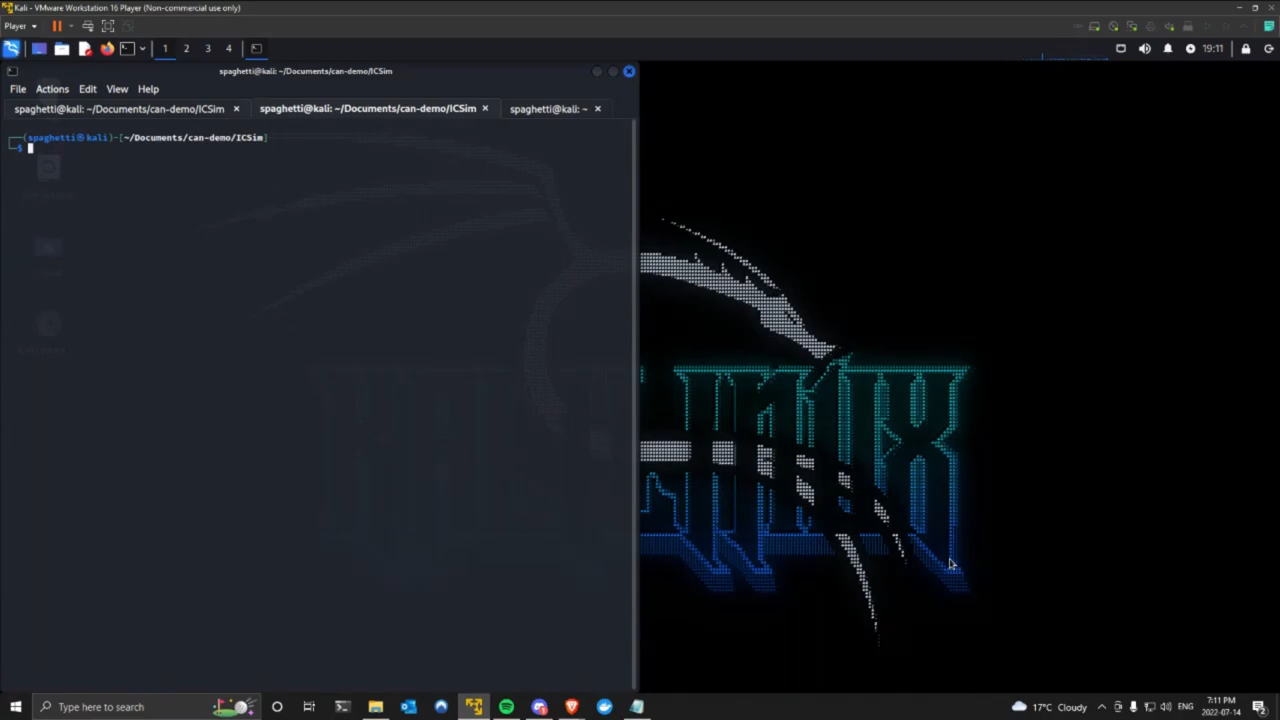 Kali - VMware Workstation 16 Player (Non-commercial use only)
Player
1 2 3 4
19:11
spaghetti@kali: ~/Documents/can-demo/ICSim
File Actions Edit View Help
spaghetti@kali: ~/Documents/can-demo/ICSim × spaghetti@kali: ~/Documents/can-demo/ICSim × spaghetti@kali: ~ ×
(spaghetti㉿kali)-[~/Documents/can-demo/ICSim]
$
Type here to search
17°C Cloudy
ENG
7:11 PM
2022-07-14
2